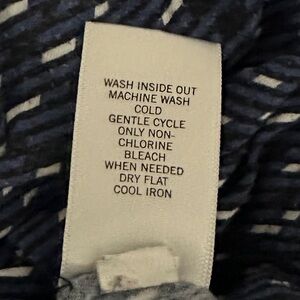 WASH INSIDE OUT
MACHINE WASH
COLD
GENTLE CYCLE
ONLY NON-
CHLORINE
BLEACH
WHEN NEEDED
DRY FLAT
COOL IRON